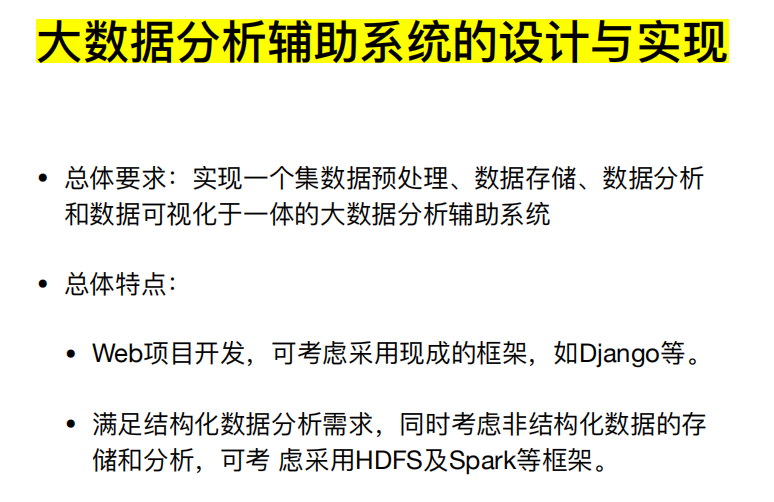 大数据分析辅助系统的设计与实现
• 总体要求：实现一个集数据预处理、数据存储、数据分析
和数据可视化于一体的大数据分析辅助系统
• 总体特点：
• Web项目开发，可考虑采用现成的框架，如Django等。
• 满足结构化数据分析需求，同时考虑非结构化数据的存
储和分析，可考 虑采用HDFS及Spark等框架。